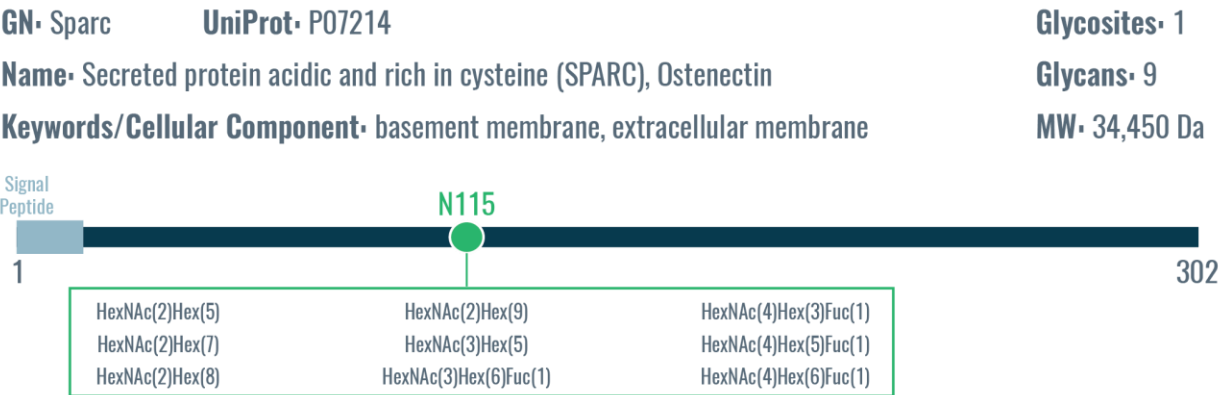 GN: Sparc UniProt: P07214 Glycosites: 1
Name: Secreted protein acidic and rich in cysteine (SPARC), Ostenectin Glycans: 9
Keywords/Cellular Component: basement membrane, extracellular membrane MW: 34,450 Da
Signal
Peptide
N115
1 302
HexNAc(2)Hex(5) HexNAc(2)Hex(9) HexNAc(4)Hex(3)Fuc(1)
HexNAc(2)Hex(7) HexNAc(3)Hex(5) HexNAc(4)Hex(5)Fuc(1)
HexNAc(2)Hex(8) HexNAc(3)Hex(6)Fuc(1) HexNAc(4)Hex(6)Fuc(1)